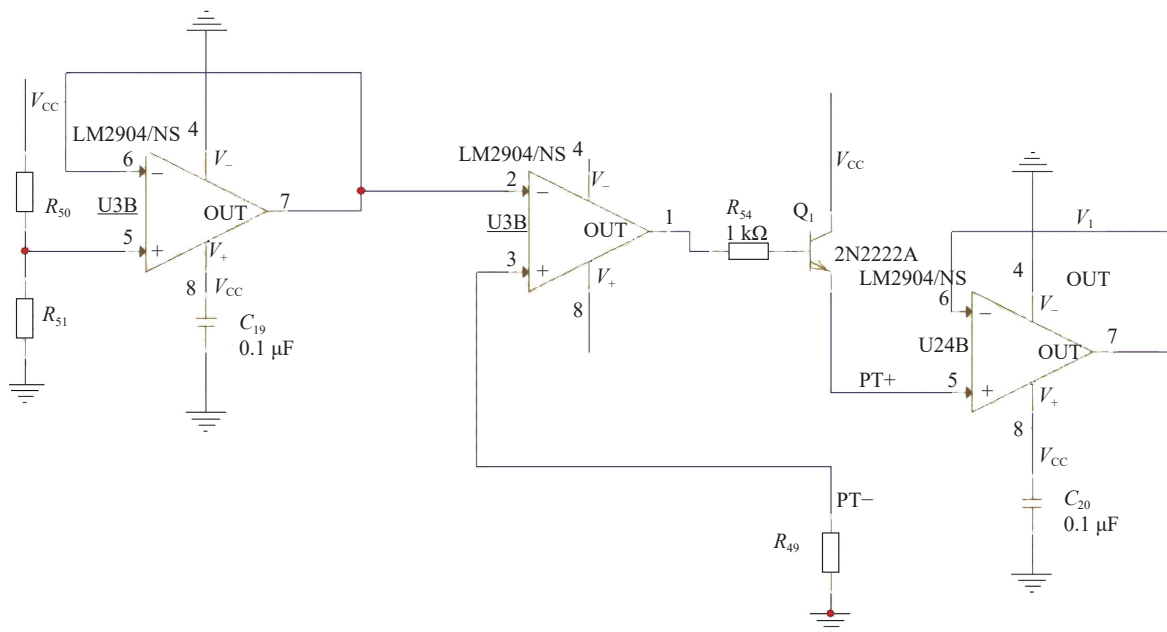 V_CC
LM2904/NS
4
6
−
V_−
R_50
U3B
OUT
7
5
+
V_+
8
V_CC
R_51
C_19
0.1 μF
LM2904/NS
4
2
−
V_−
U3B
OUT
1
3
+
V_+
8
R_54
1 kΩ
Q_1
V_CC
2N2222A
PT+
PT−
R_49
LM2904/NS
4
V_1
OUT
6
−
V_−
U24B
OUT
7
5
+
V_+
8
V_CC
C_20
0.1 μF